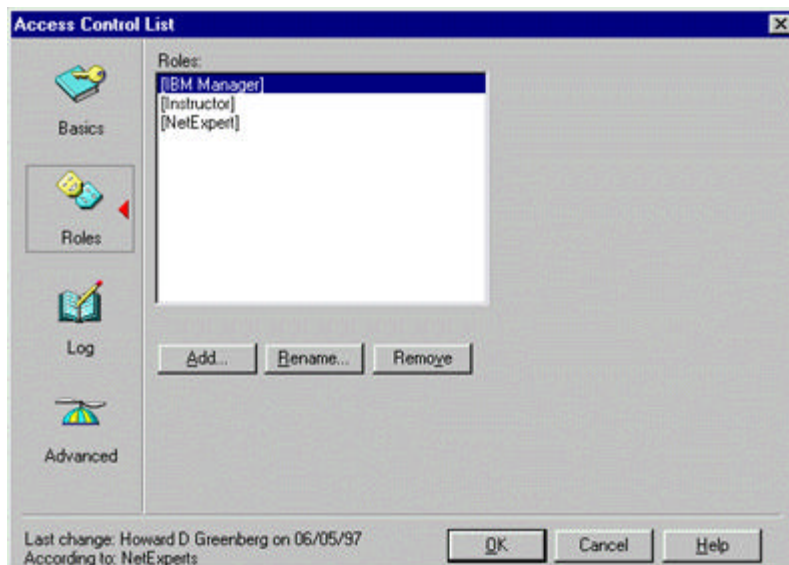 Access Control List
Basics
Roles
Log
Advanced
Roles:
[IBM Manager]
[Instructor]
[NetExpert]
Add... Rename... Remove
Last change: Howard D Greenberg on 06/05/97
According to: NetExperts
OK Cancel Help